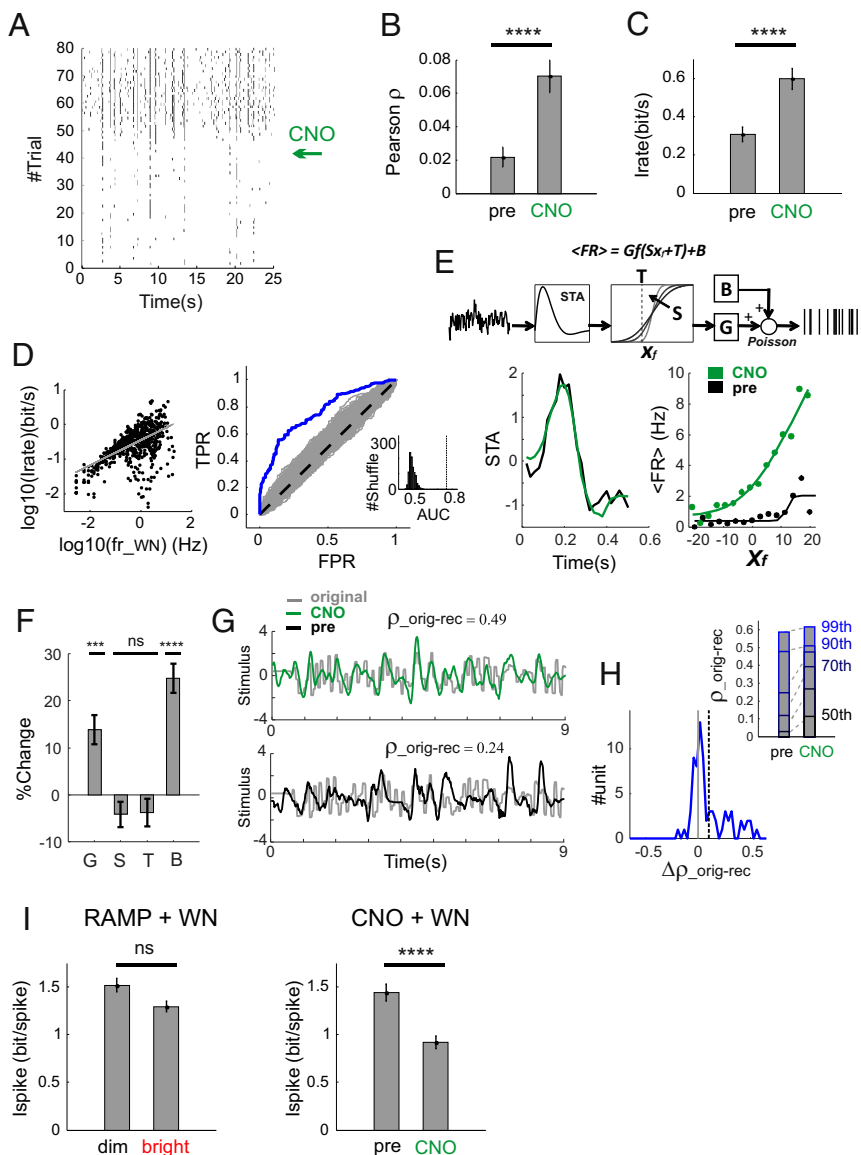 A
#Trial
80
70
60
50
40
30
20
10
0
0 5 10 15 20 25
Time(s)
CNO
B
****
Pearson ρ
0.08
0.06
0.04
0.02
0
pre CNO
C
****
Irate(bit/s)
0.6
0.4
0.2
0
pre CNO
E
<FR> = Gf(Sxf+T)+B
STA
T
S
Xf
B
G
+
+
Poisson
D
log10(Irate)(bit/s)
1
0
-1
-2
-2 0 2
log10(fr_WN) (Hz)
TPR
1.0
0.8
0.6
0.4
0.2
0
0 0.5 1
FPR
#Shuffle
300
0
0.5 0.8
AUC
STA
2
1
0
-1
0 0.2 0.4 0.6
Time(s)
CNO
pre
<FR> (Hz)
10
8
6
4
2
0
-20 -10 0 10 20
Xf
F
*** ns ****
%Change
30
20
10
0
-10
G S T B
G
original
CNO
pre
ρ_orig-rec = 0.49
Stimulus
4
2
0
-4
0 9
ρ_orig-rec = 0.24
Stimulus
4
2
0
-4
0 9
Time(s)
H
ρ_orig-rec
0.6
0.5
0.4
0.3
0.2
0.1
0
99th
90th
70th
50th
pre CNO
#unit
10
5
0
-0.5 0 0.5
Δρ_orig-rec
I
RAMP + WN
ns
Ispike (bit/spike)
1.5
1
0.5
0
dim bright
CNO + WN
****
Ispike (bit/spike)
1.5
1
0.5
0
pre CNO